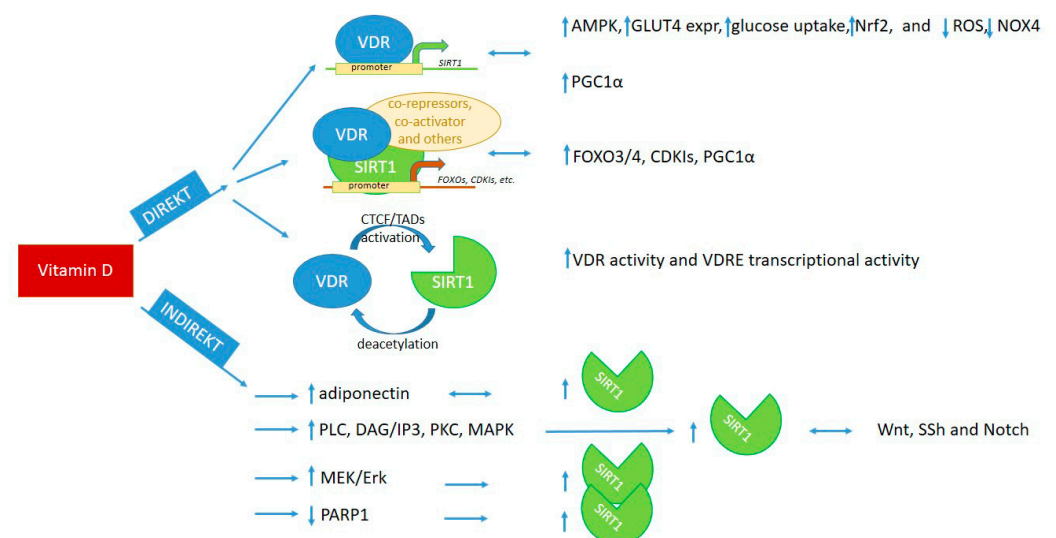 VDR
promoter
SIRT1
↑AMPK,↑GLUT4 expr,↑glucose uptake,↑Nrf2, and ↓ROS,↓NOX4
↑PGC1α
co-repressors,
co-activator
and others
VDR
SIRT1
promoter
FOXOs, CDKIs, etc.
↑FOXO3/4, CDKIs, PGC1α
DIREKT
CTCF/TADs
activation
Vitamin D
VDR
SIRT1
↑VDR activity and VDRE transcriptional activity
INDIREKT
deacetylation
↑adiponectin
↑ SIRT1
↑PLC, DAG/IP3, PKC, MAPK
↑ SIRT1
Wnt, SSh and Notch
↑MEK/Erk
↑ SIRT1
↓PARP1
↑ SIRT1